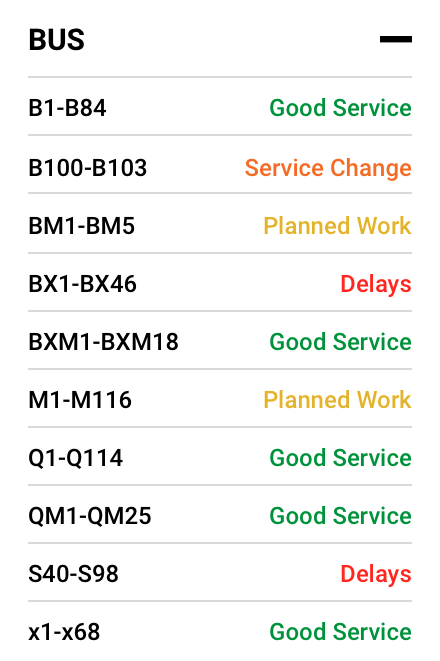 BUS
B1-B84 Good Service
B100-B103 Service Change
BM1-BM5 Planned Work
BX1-BX46 Delays
BXM1-BXM18 Good Service
M1-M116 Planned Work
Q1-Q114 Good Service
QM1-QM25 Good Service
S40-S98 Delays
x1-x68 Good Service